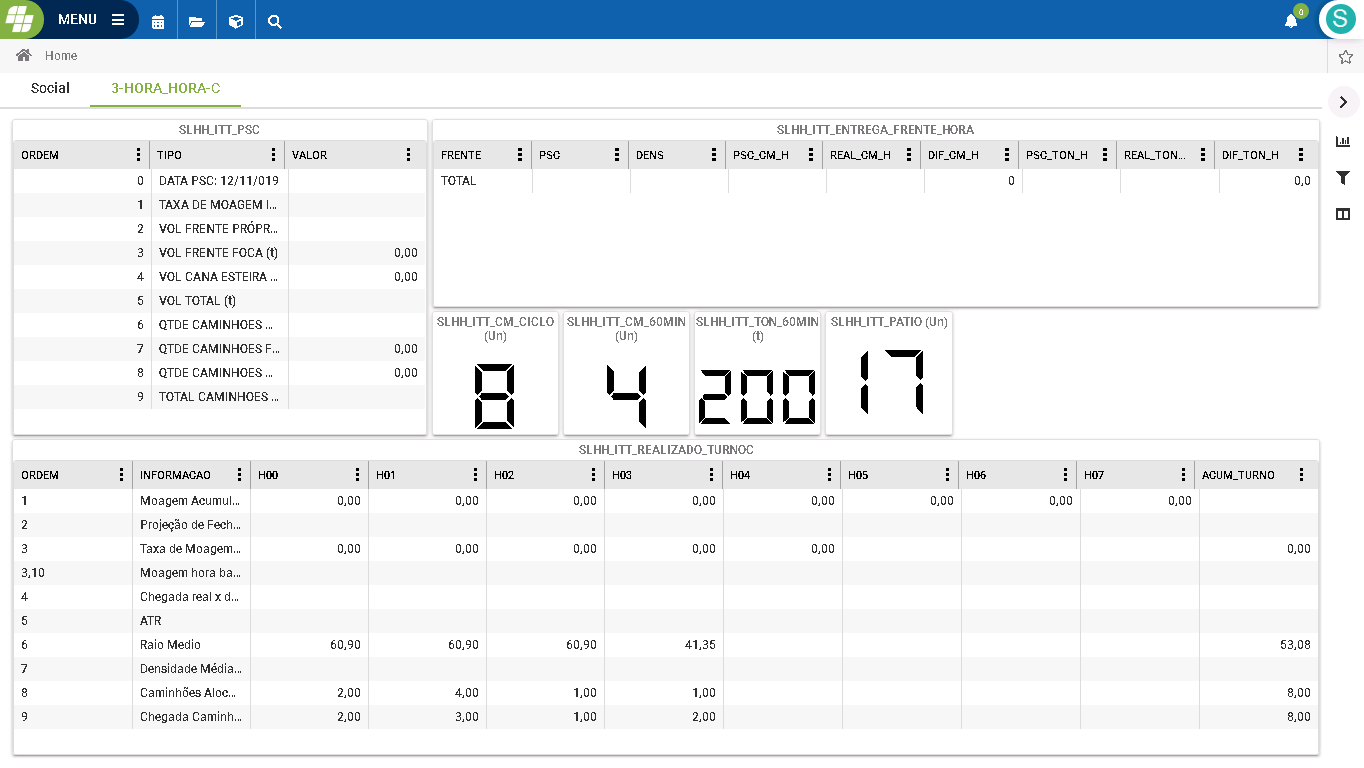 MENU
0
S
Home
Social 3-HORA_HORA-C
SLHH_ITT_PSC
ORDEM TIPO VALOR
0 DATA PSC: 12/11/019
1 TAXA DE MOAGEM I...
2 VOL FRENTE PRÓPR...
3 VOL FRENTE FOCA (t) 0,00
4 VOL CANA ESTEIRA ... 0,00
5 VOL TOTAL (t)
6 QTDE CAMINHOES ...
7 QTDE CAMINHOES F... 0,00
8 QTDE CAMINHOES ... 0,00
9 TOTAL CAMINHOES ...
SLHH_ITT_ENTREGA_FRENTE_HORA
FRENTE PSC DENS PSC_CM_H REAL_CM_H DIF_CM_H PSC_TON_H REAL_TON... DIF_TON_H
TOTAL 0 0,0
SLHH_ITT_CM_CICLO
(Un)
8
SLHH_ITT_CM_60MIN
(Un)
4
SLHH_ITT_TON_60MIN
(t)
200
SLHH_ITT_PATIO (Un)
17
SLHH_ITT_REALIZADO_TURNOC
ORDEM INFORMACAO H00 H01 H02 H03 H04 H05 H06 H07 ACUM_TURNO
1 Moagem Acumul... 0,00 0,00 0,00 0,00 0,00 0,00 0,00 0,00
2 Projeção de Fech...
3 Taxa de Moagem... 0,00 0,00 0,00 0,00 0,00 0,00
3,10 Moagem hora ba...
4 Chegada real x d...
5 ATR
6 Raio Medio 60,90 60,90 60,90 41,35 53,08
7 Densidade Média...
8 Caminhões Aloc... 2,00 4,00 1,00 1,00 8,00
9 Chegada Caminh... 2,00 3,00 1,00 2,00 8,00